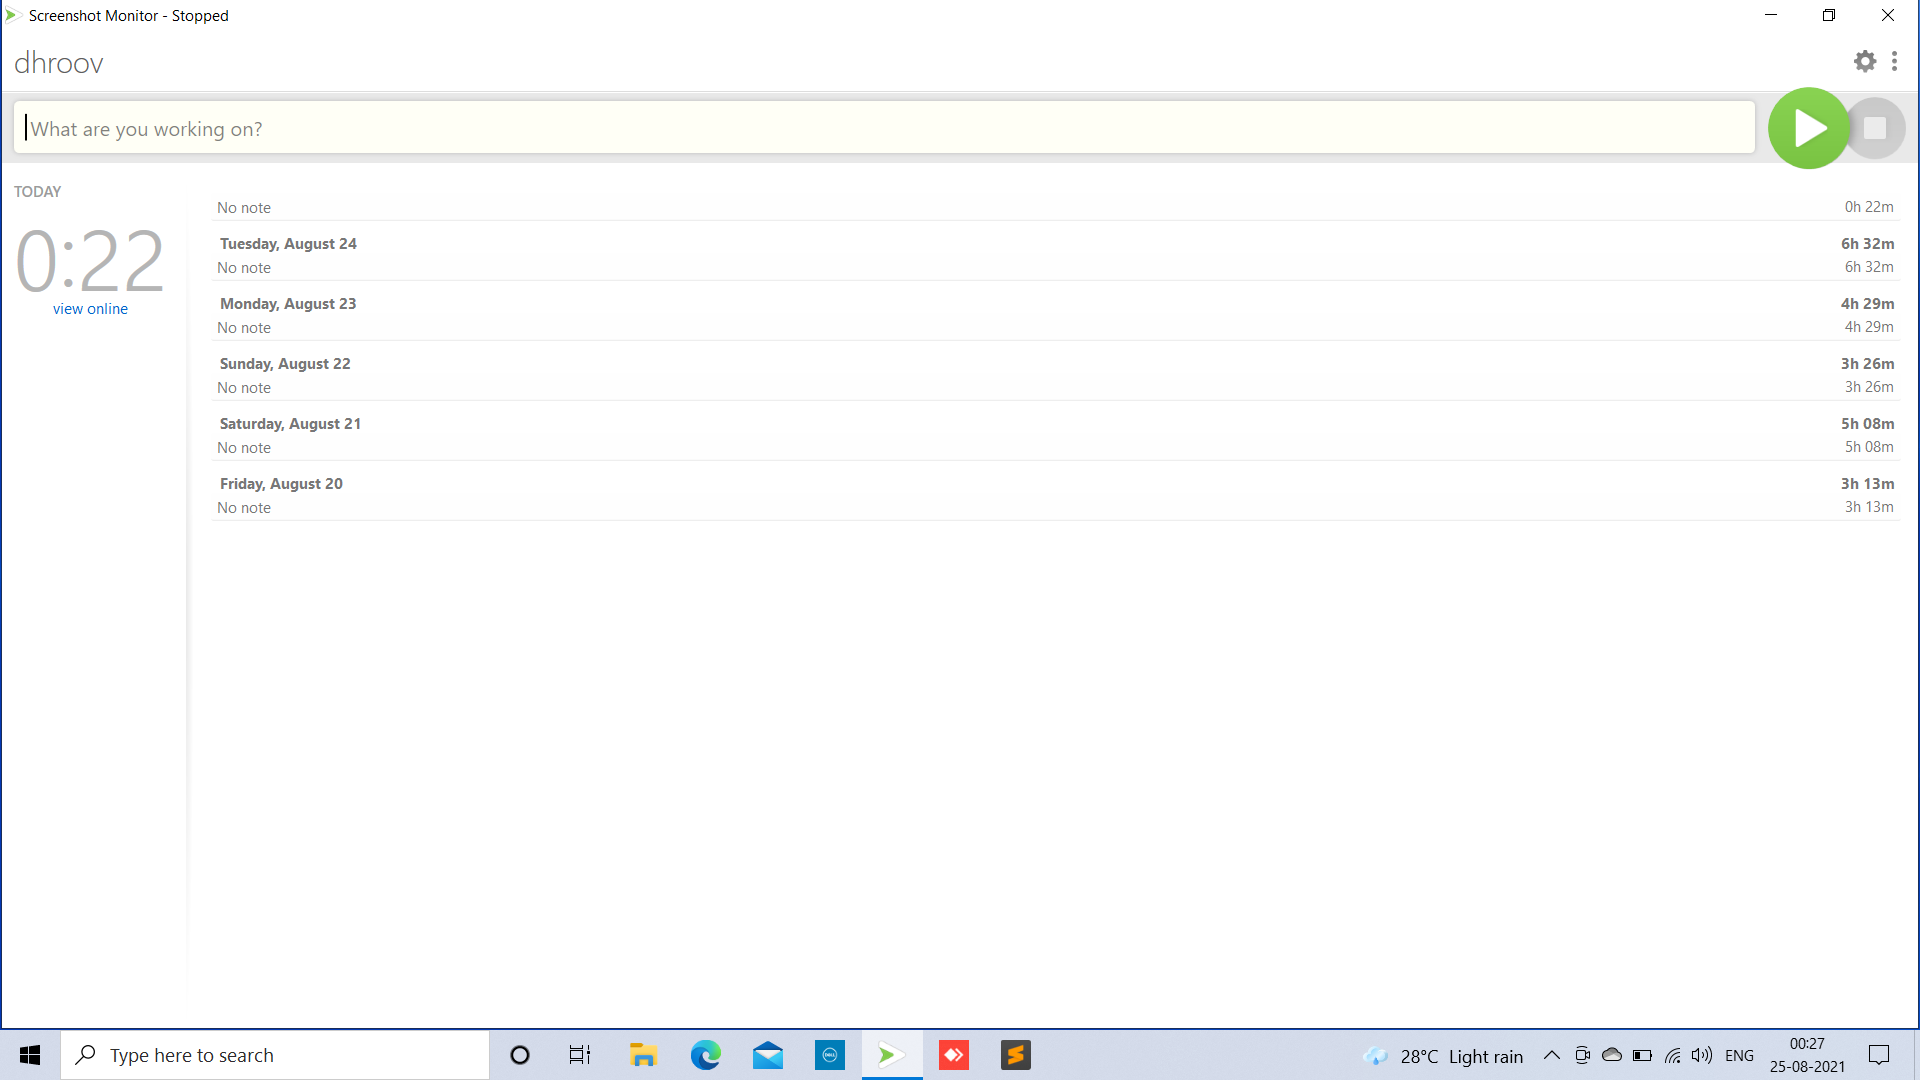 Screenshot Monitor - Stopped
dhroov
What are you working on?
TODAY
0:22
view online
No note 0h 22m
Tuesday, August 24 6h 32m
No note 6h 32m
Monday, August 23 4h 29m
No note 4h 29m
Sunday, August 22 3h 26m
No note 3h 26m
Saturday, August 21 5h 08m
No note 5h 08m
Friday, August 20 3h 13m
No note 3h 13m
Type here to search
DELL
28°C Light rain
ENG
00:27
25-08-2021